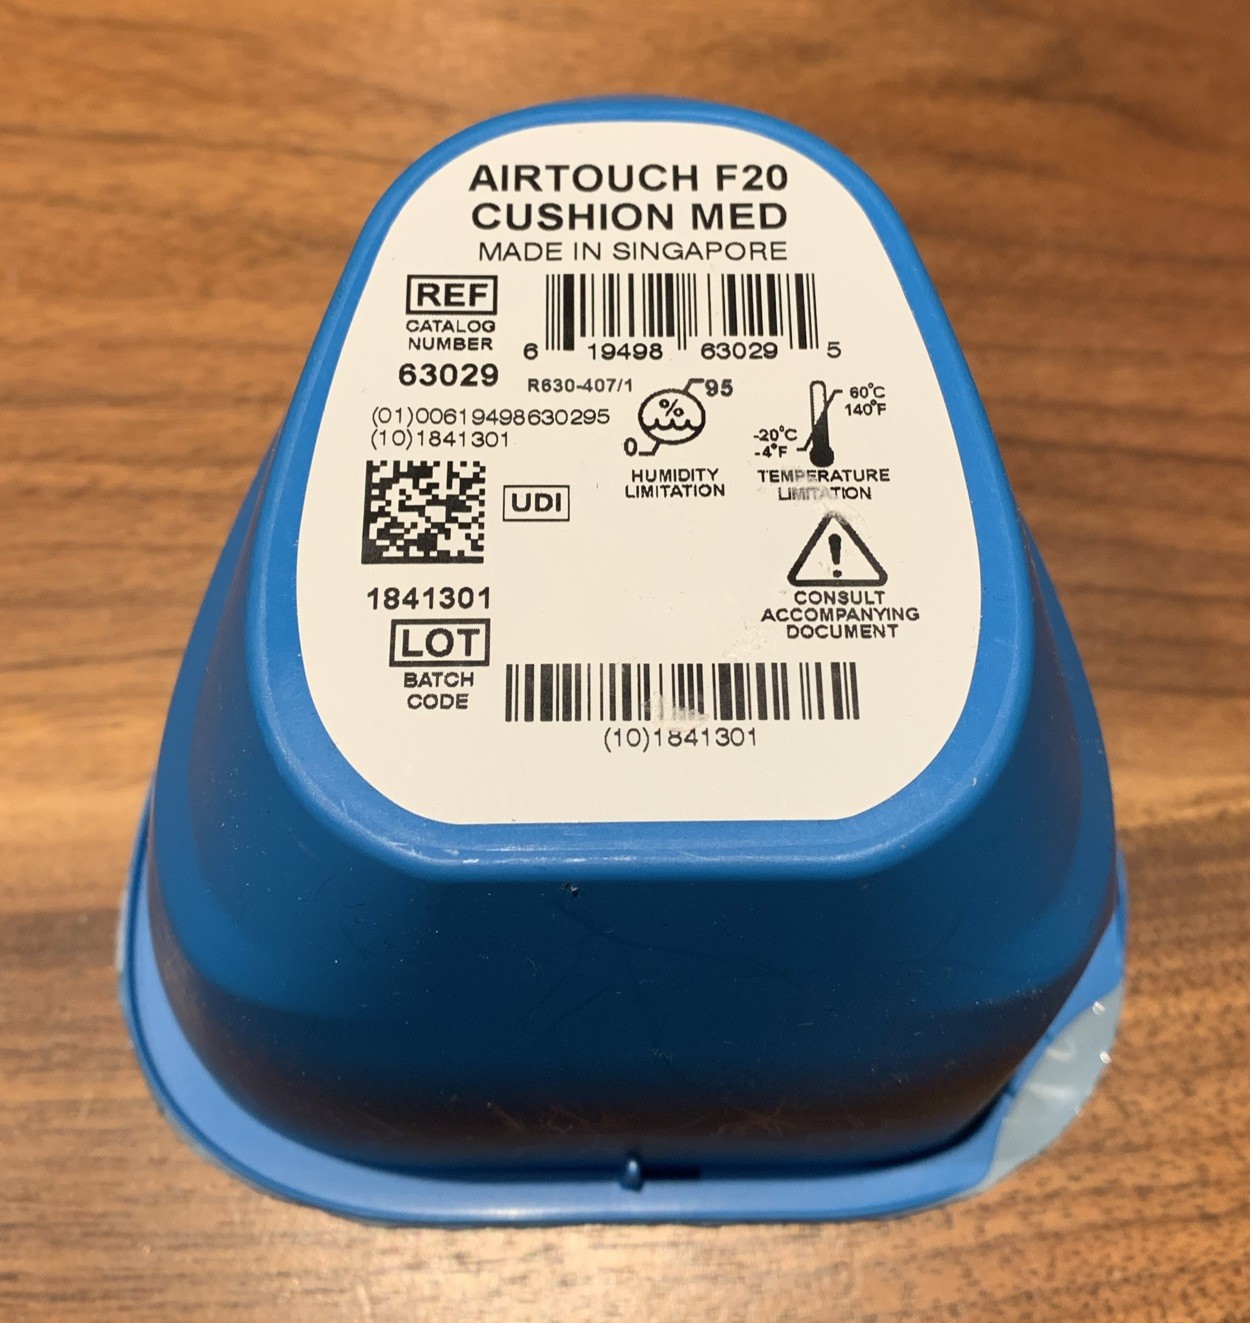 AIRTOUCH F20
CUSHION MED
MADE IN SINGAPORE
REF
CATALOG
NUMBER
63029
6 19498 63029 5
R630-407/1
(01)00619498630295
(10)1841301
UDI
%
95
0
HUMIDITY
LIMITATION
60°C
140°F
-20°C
-4°F
TEMPERATURE
LIMITATION
!
CONSULT
ACCOMPANYING
DOCUMENT
1841301
LOT
BATCH
CODE
(10)1841301